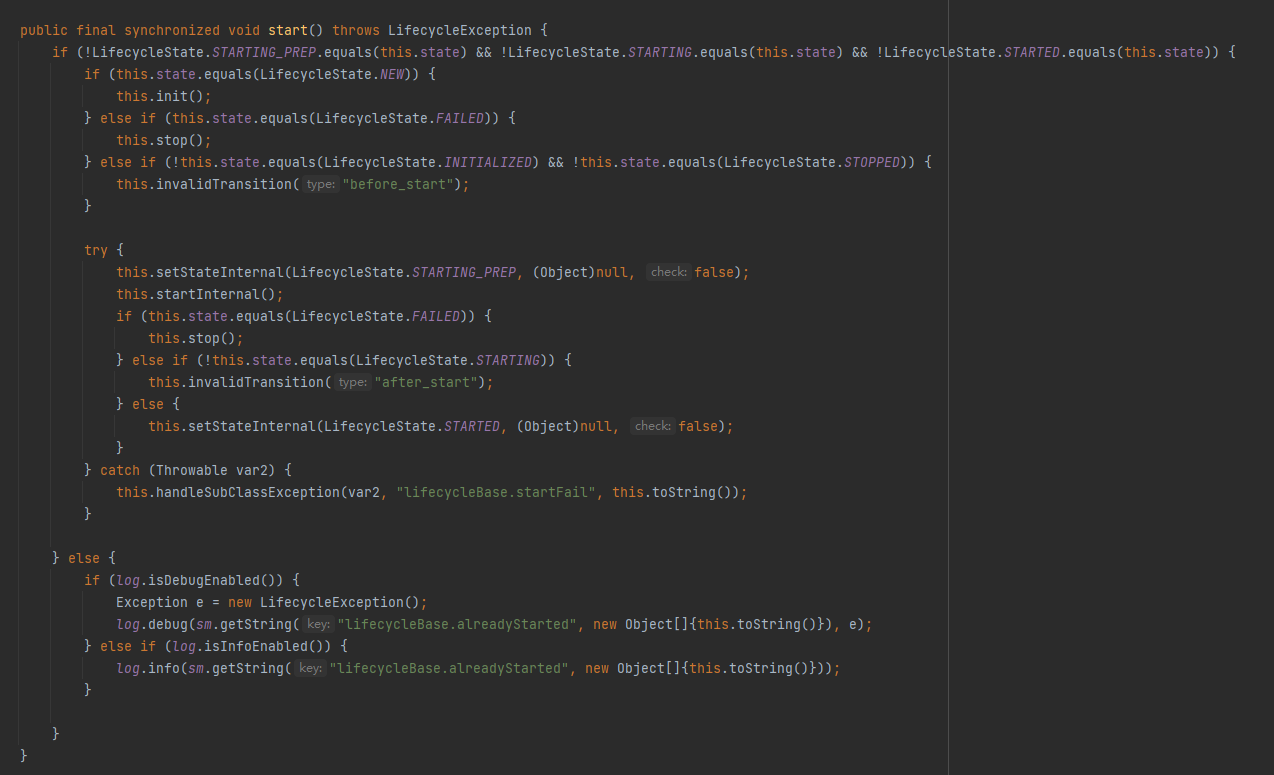 public final synchronized void start() throws LifecycleException {
if (!LifecycleState.STARTING_PREP.equals(this.state) && !LifecycleState.STARTING.equals(this.state) && !LifecycleState.STARTED.equals(this.state)) {
if (this.state.equals(LifecycleState.NEW)) {
this.init();
} else if (this.state.equals(LifecycleState.FAILED)) {
this.stop();
} else if (!this.state.equals(LifecycleState.INITIALIZED) && !this.state.equals(LifecycleState.STOPPED)) {
this.invalidTransition( type: "before_start");
}
try {
this.setStateInternal(LifecycleState.STARTING_PREP, (Object)null, check: false);
this.startInternal();
if (this.state.equals(LifecycleState.FAILED)) {
this.stop();
} else if (!this.state.equals(LifecycleState.STARTING)) {
this.invalidTransition( type: "after_start");
} else {
this.setStateInternal(LifecycleState.STARTED, (Object)null, check: false);
}
} catch (Throwable var2) {
this.handleSubClassException(var2, "lifecycleBase.startFail", this.toString());
}
} else {
if (log.isDebugEnabled()) {
Exception e = new LifecycleException();
log.debug(sm.getString( key: "lifecycleBase.alreadyStarted", new Object[]{this.toString()}), e);
} else if (log.isInfoEnabled()) {
log.info(sm.getString( key: "lifecycleBase.alreadyStarted", new Object[]{this.toString()}));
}
}
}